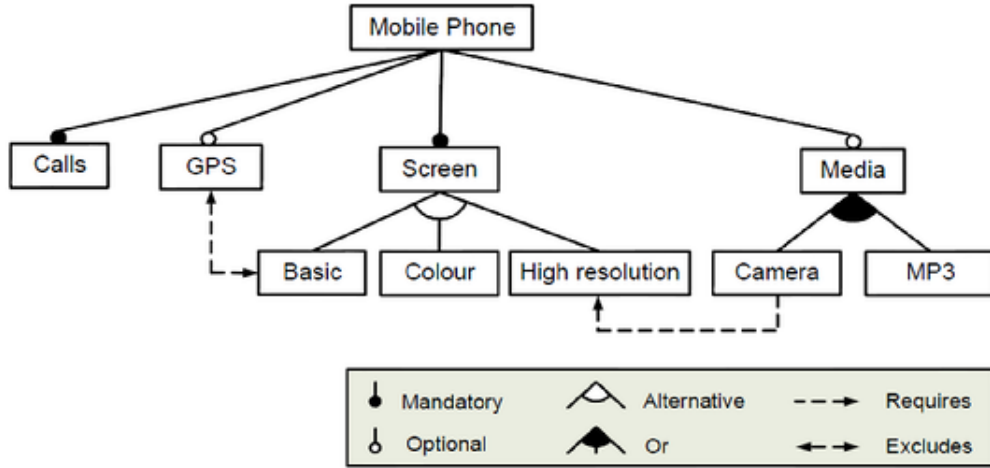 Mobile Phone
Calls
GPS
Screen
Media
Basic
Colour
High resolution
Camera
MP3
Mandatory
Alternative
Requires
Optional
Or
Excludes